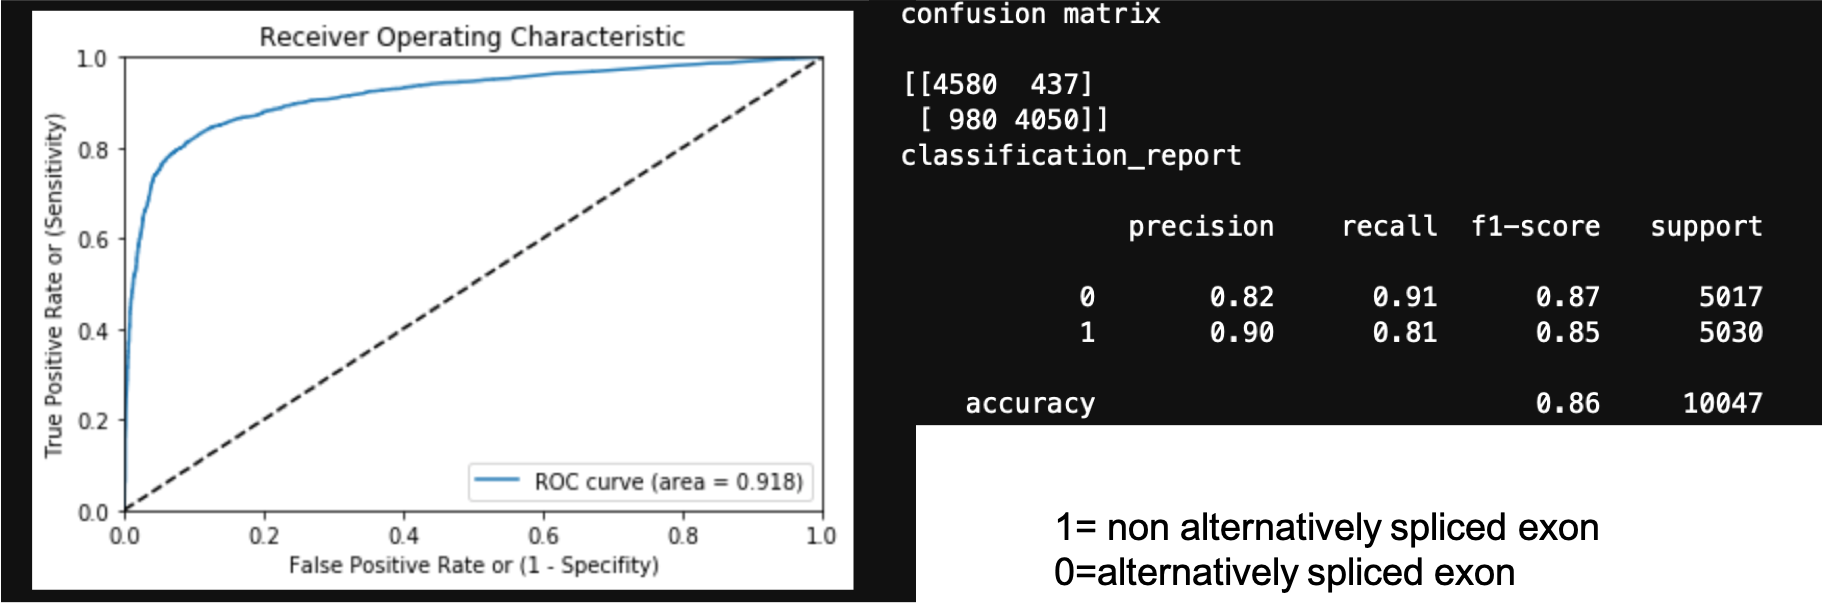 Receiver Operating Characteristic
True Positive Rate or (Sensitivity)
1.0
0.8
0.6
0.4
0.2
0.0
ROC curve (area = 0.918)
0.0 0.2 0.4 0.6 0.8 1.0
False Positive Rate or (1 - Specifity)
confusion matrix
[[4580 437]
[ 980 4050]]
classification_report
precision recall f1-score support
0 0.82 0.91 0.87 5017
1 0.90 0.81 0.85 5030
accuracy 0.86 10047
1= non alternatively spliced exon
0=alternatively spliced exon